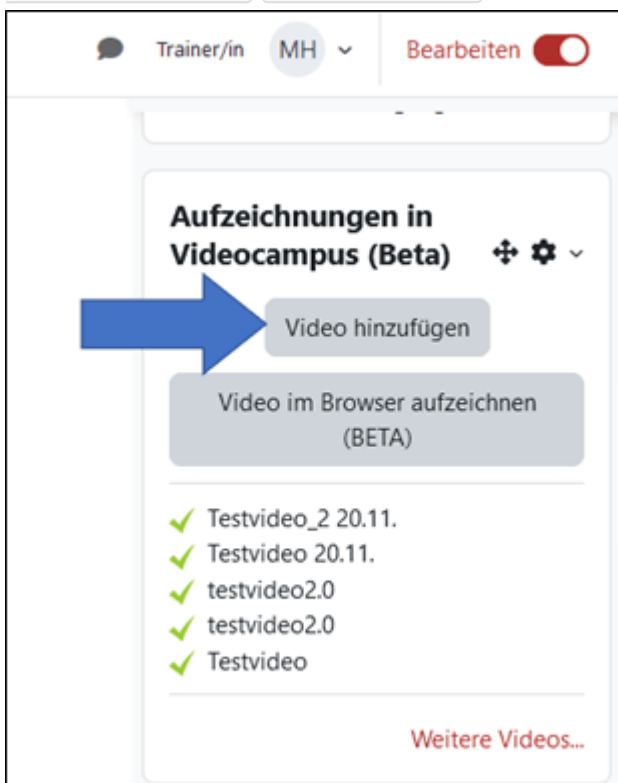 Trainer/in MH Bearbeiten
Aufzeichnungen in
Videocampus (Beta)
Video hinzufügen
Video im Browser aufzeichnen
(BETA)
Testvideo_2 20.11.
Testvideo 20.11.
testvideo2.0
testvideo2.0
Testvideo
Weitere Videos...